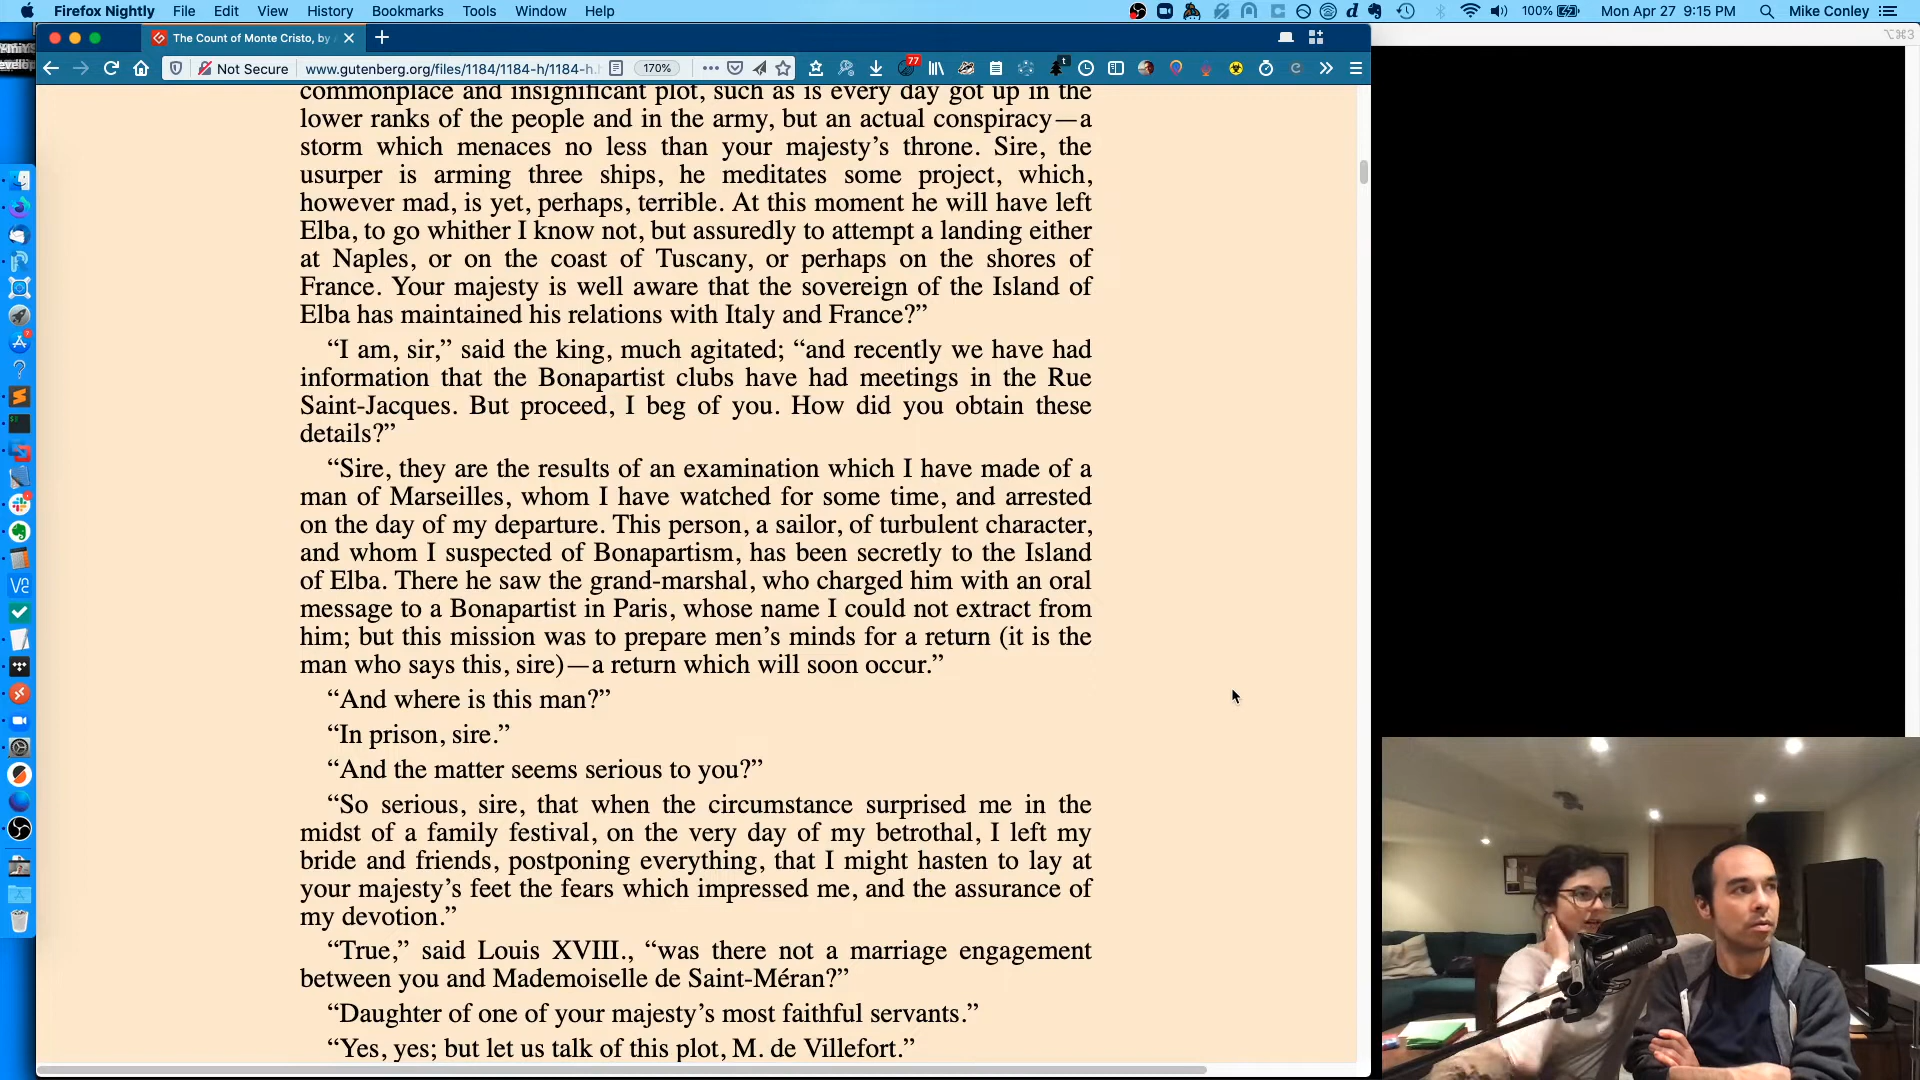 Firefox Nightly File Edit View History Bookmarks Tools Window Help 100% Mon Apr 27 9:15 PM Mike Conley
⌥⌘3
The Count of Monte Cristo, by
Not Secure www.gutenberg.org/files/1184/1184-h/1184-h. 170% 77
commonplace and insignificant plot, such as is every day got up in the
lower ranks of the people and in the army, but an actual conspiracy—a
storm which menaces no less than your majesty’s throne. Sire, the
usurper is arming three ships, he meditates some project, which,
however mad, is yet, perhaps, terrible. At this moment he will have left
Elba, to go whither I know not, but assuredly to attempt a landing either
at Naples, or on the coast of Tuscany, or perhaps on the shores of
France. Your majesty is well aware that the sovereign of the Island of
Elba has maintained his relations with Italy and France?”
“I am, sir,” said the king, much agitated; “and recently we have had
information that the Bonapartist clubs have had meetings in the Rue
Saint-Jacques. But proceed, I beg of you. How did you obtain these
details?”
“Sire, they are the results of an examination which I have made of a
man of Marseilles, whom I have watched for some time, and arrested
on the day of my departure. This person, a sailor, of turbulent character,
and whom I suspected of Bonapartism, has been secretly to the Island
of Elba. There he saw the grand-marshal, who charged him with an oral
message to a Bonapartist in Paris, whose name I could not extract from
him; but this mission was to prepare men’s minds for a return (it is the
man who says this, sire)—a return which will soon occur.”
“And where is this man?”
“In prison, sire.”
“And the matter seems serious to you?”
“So serious, sire, that when the circumstance surprised me in the
midst of a family festival, on the very day of my betrothal, I left my
bride and friends, postponing everything, that I might hasten to lay at
your majesty’s feet the fears which impressed me, and the assurance of
my devotion.”
“True,” said Louis XVIII., “was there not a marriage engagement
between you and Mademoiselle de Saint-Méran?”
“Daughter of one of your majesty’s most faithful servants.”
“Yes, yes; but let us talk of this plot, M. de Villefort.”